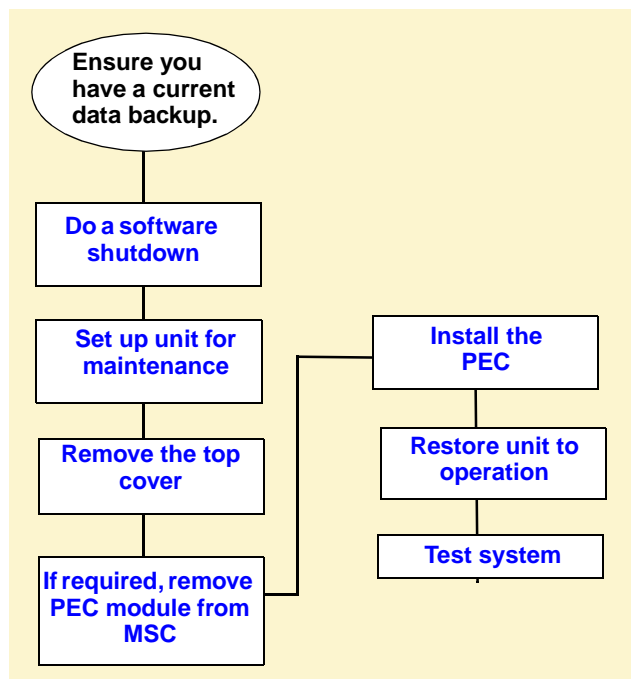 Ensure you
have a current
data backup.
Do a software
shutdown
Set up unit for
maintenance
Remove the top
cover
If required, remove
PEC module from
MSC
Install the
PEC
Restore unit to
operation
Test system